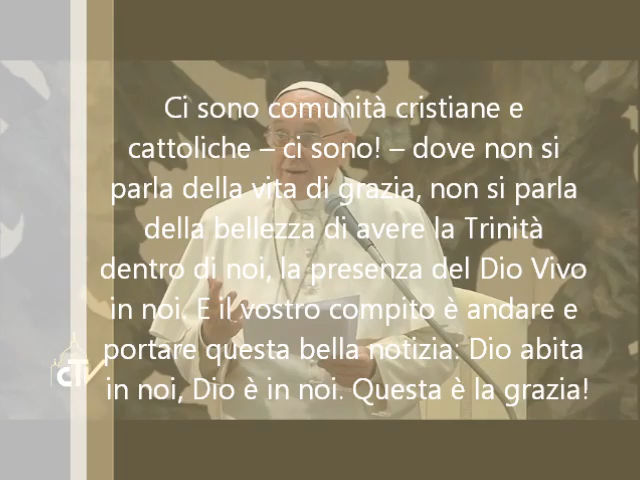 Ci sono comunità cristiane e
cattoliche – ci sono! – dove non si
parla della vita di grazia, non si parla
della bellezza di avere la Trinità
dentro di noi, la presenza del Dio Vivo
in noi. E il vostro compito è andare e
portare questa bella notizia: Dio abita
in noi, Dio è in noi. Questa è la grazia!
cTv